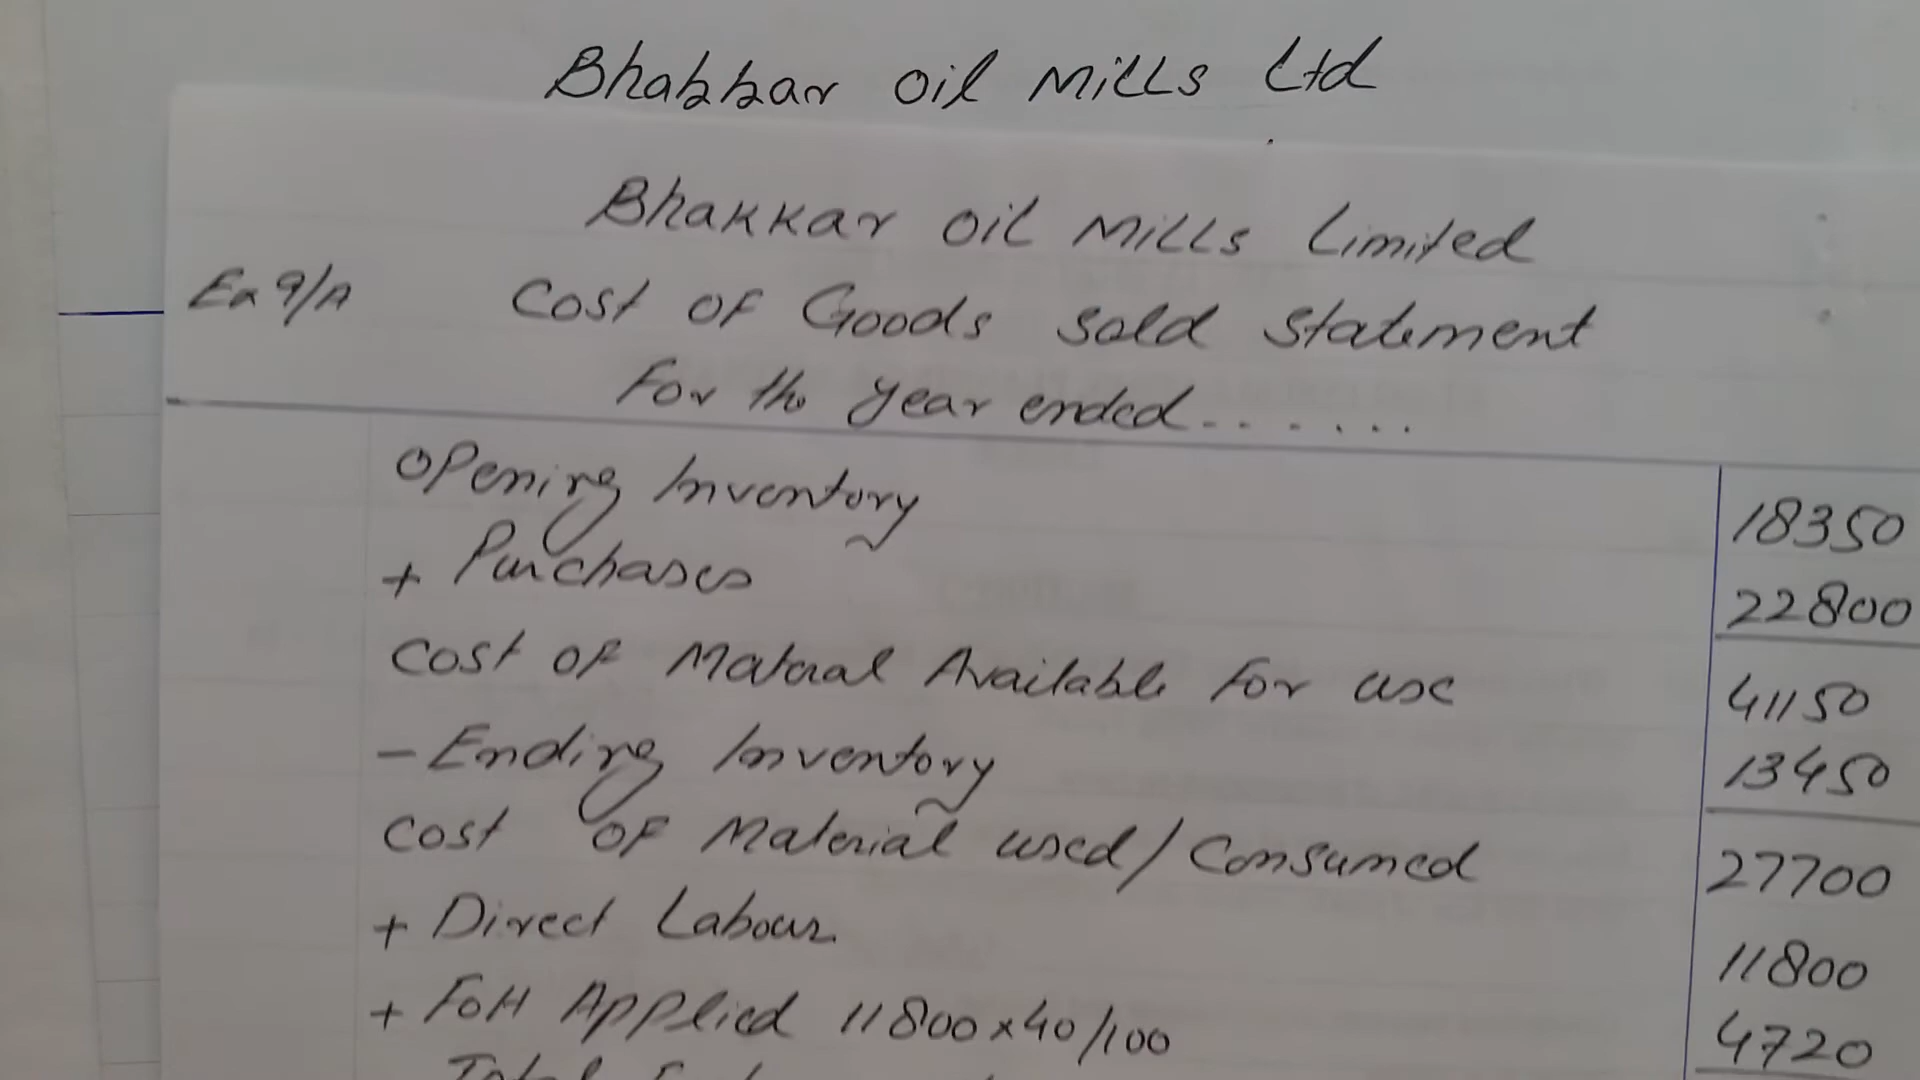 Bhakkar Oil Mills Ltd
Bhakkar Oil Mills Limited
Ex 9/A Cost of Goods Sold Statement
For the year ended.......
Opening Inventory 18350
+ Purchases 22800
Cost of Material Available For use 41150
- Ending Inventory 13450
Cost of Material used/Consumed 27700
+ Direct Labour 11800
+ FOH Applied 11800x40/100 4720
Total